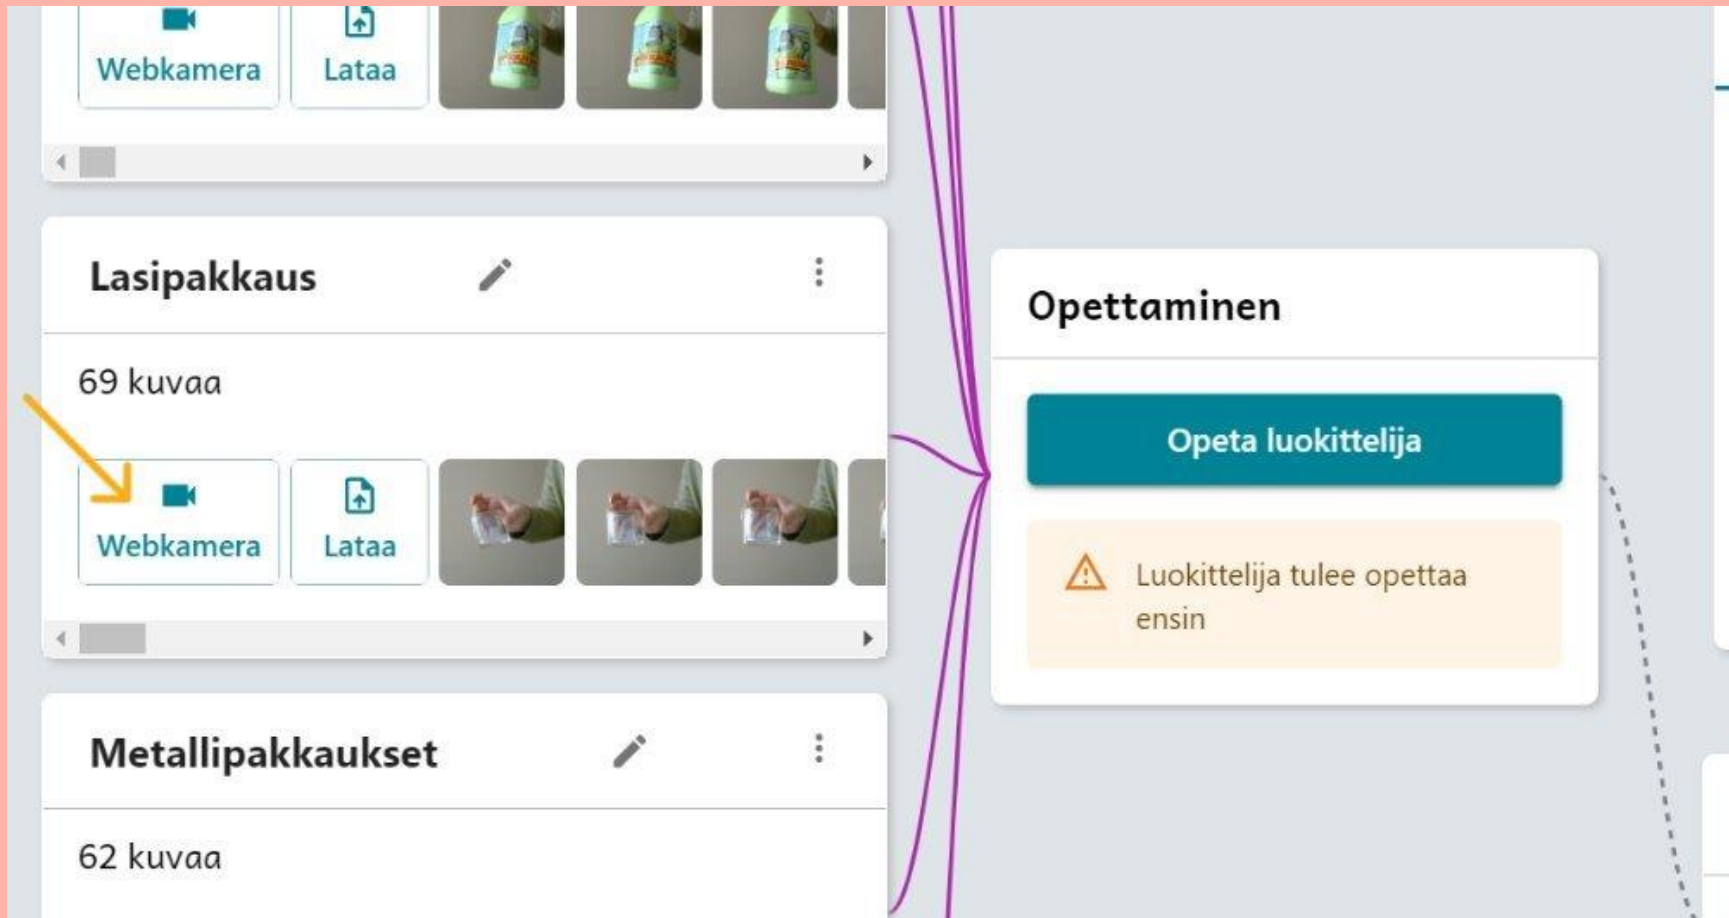 Webkamera
Lataa
Lasipakkaus
69 kuvaa
Webkamera
Lataa
Metallipakkaukset
62 kuvaa
Opettaminen
Opeta luokittelija
Luokittelija tulee opettaa
ensin